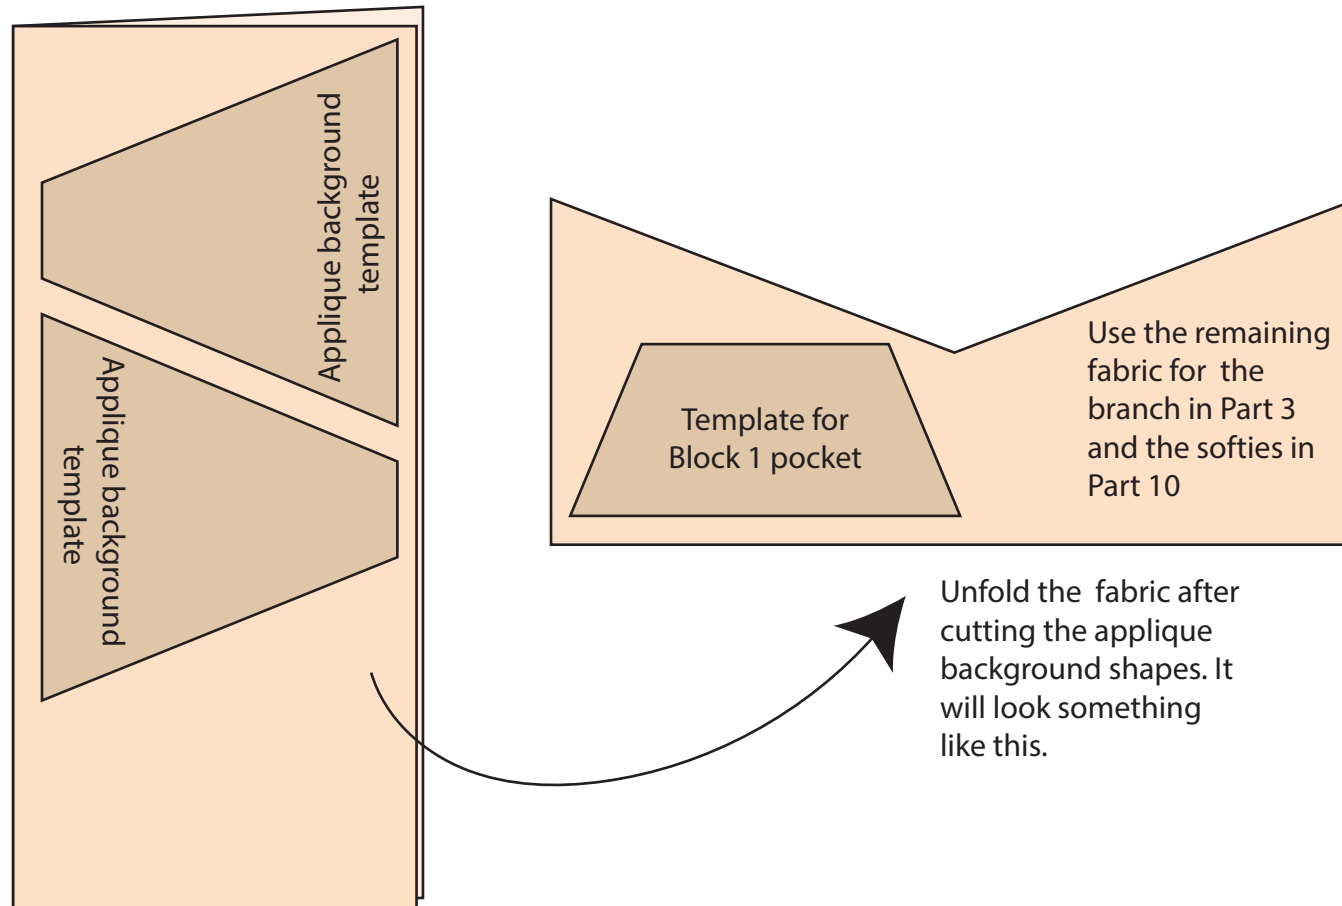 Applique background
template
Applique background
template
Template for
Block 1 pocket
Use the remaining
fabric for  the
branch in Part 3
and the softies in
Part 10
Unfold the  fabric after
cutting the applique
background shapes. It
will look something
like this.